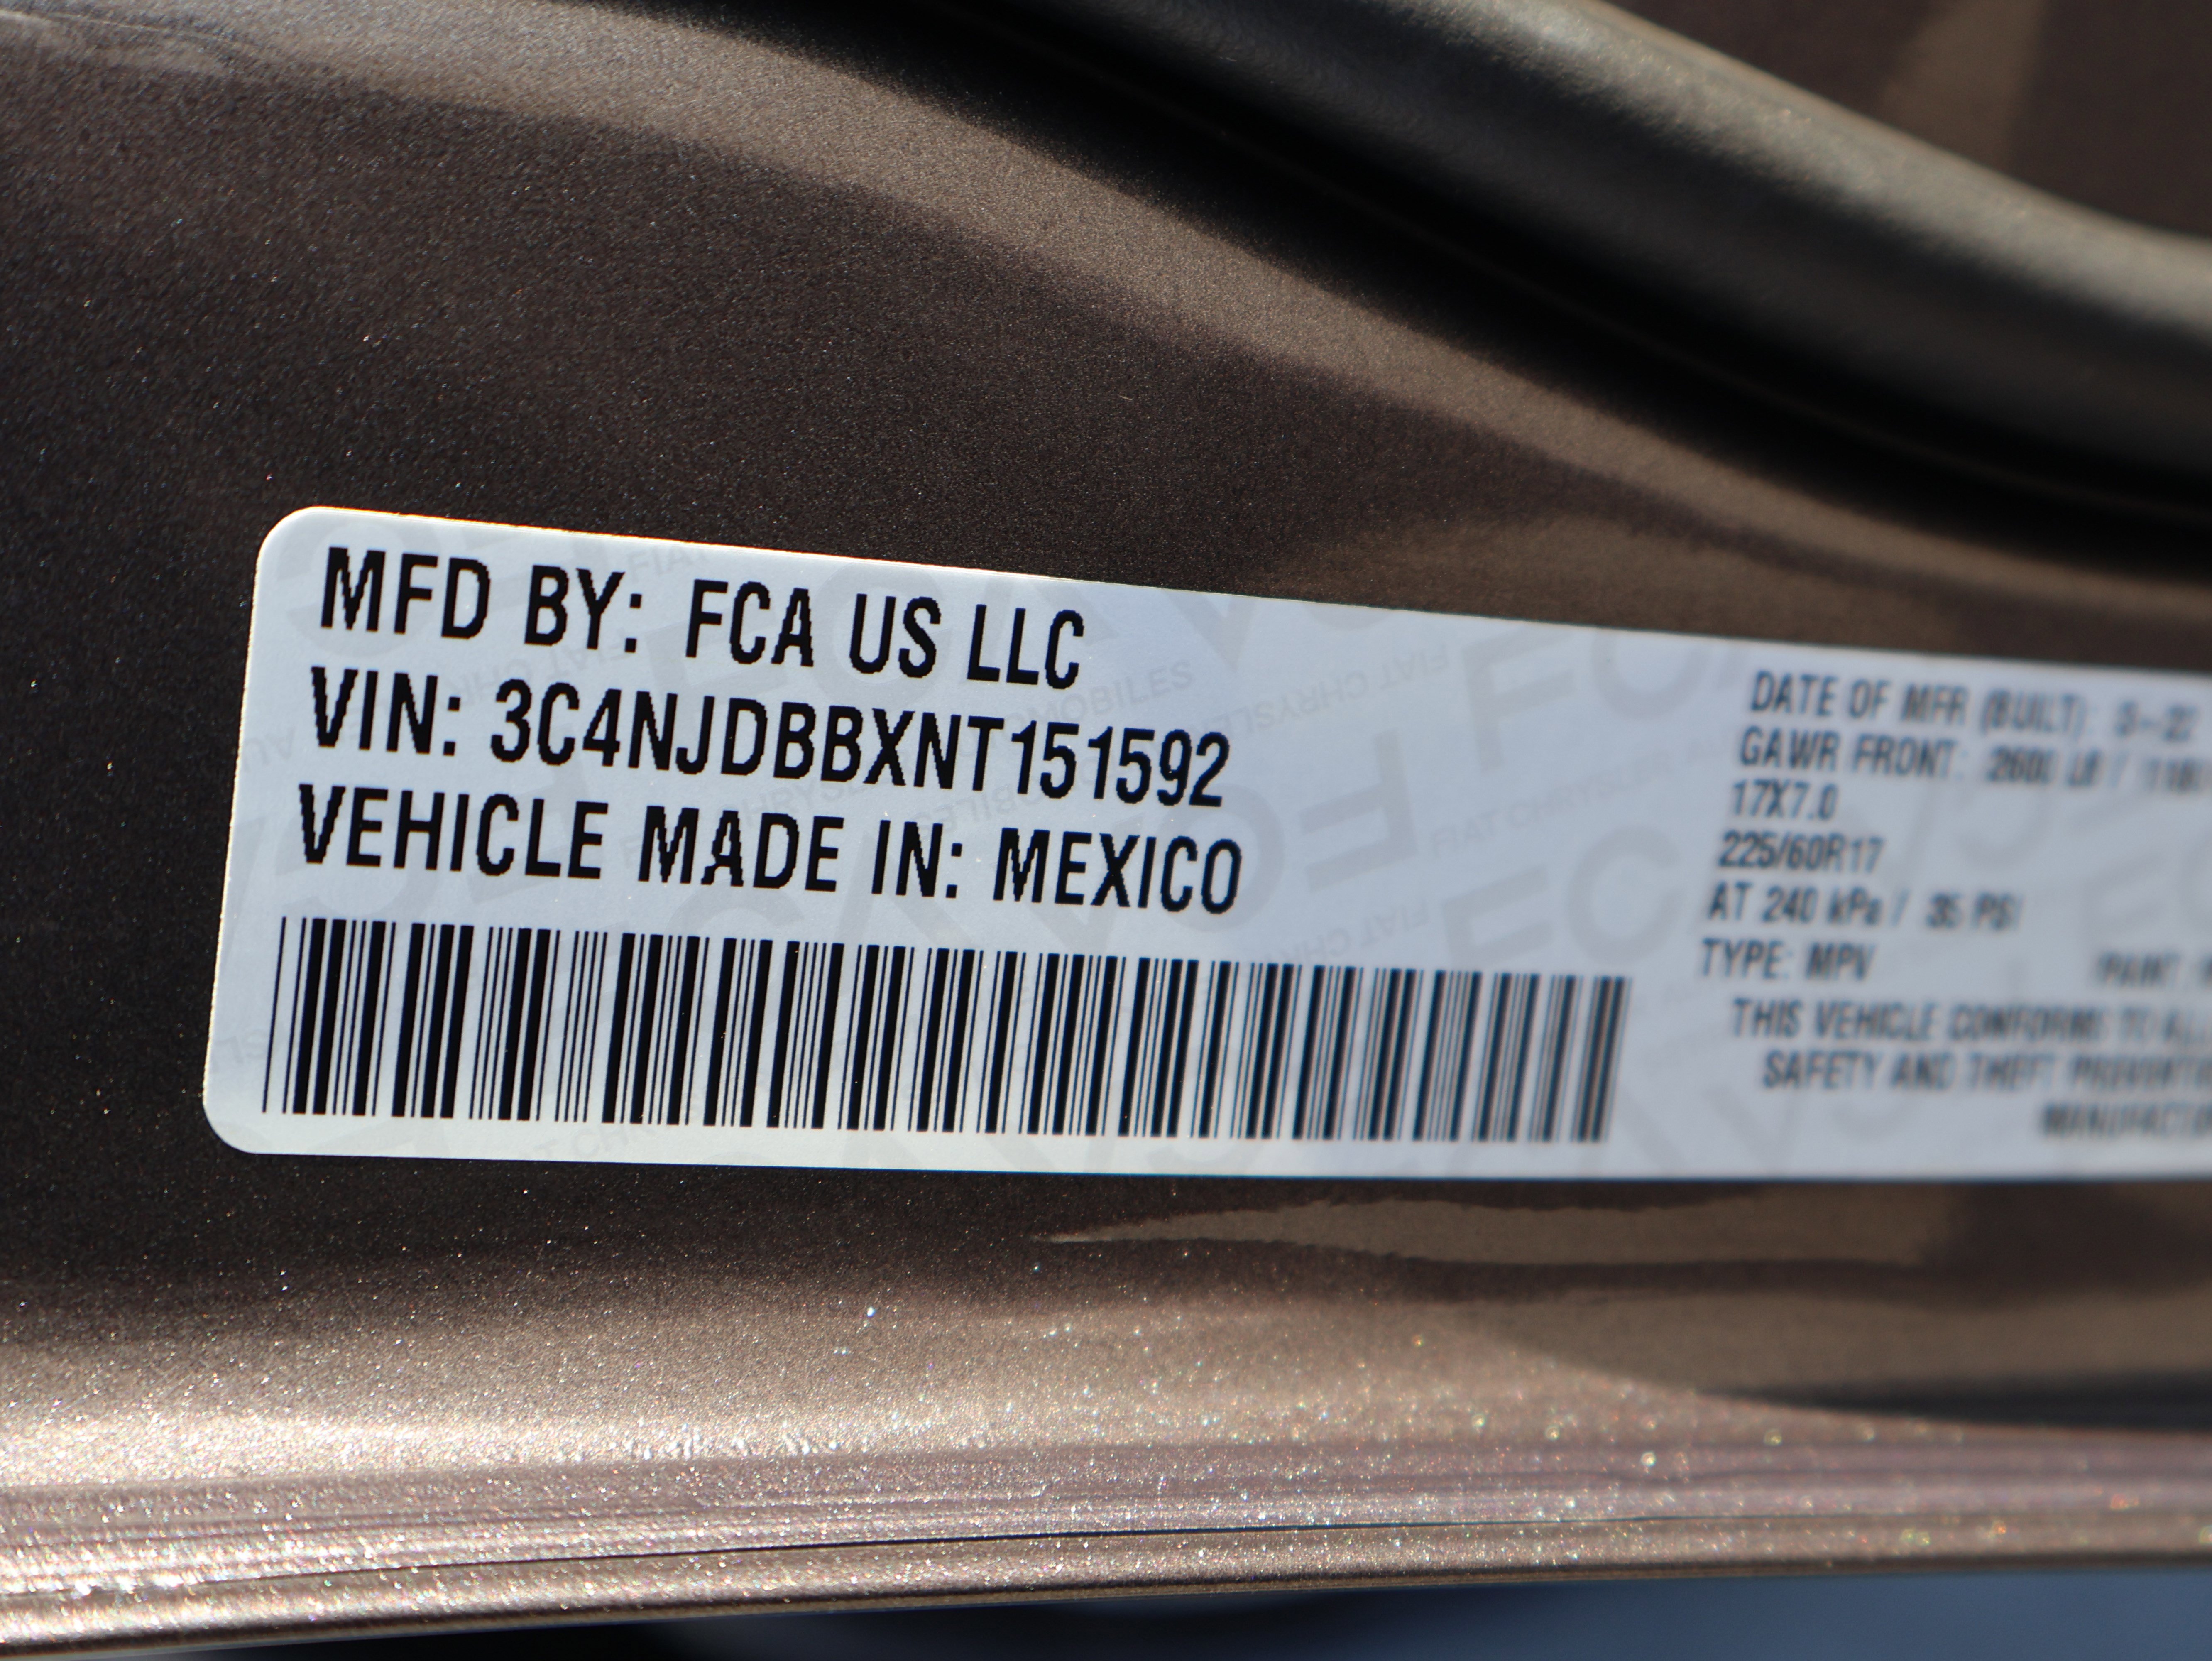 MFD BY: FCA US LLC
VIN: 3C4NJDBBXNT151592
VEHICLE MADE IN: MEXICO
DATE OF MFR (BUILT):
GAWR FRONT:
17X7.0
225/60R17
AT 240 kPa / 35 PSI
TYPE: MPV
THIS VEHICLE CONFORMS TO
SAFETY AND THEFT